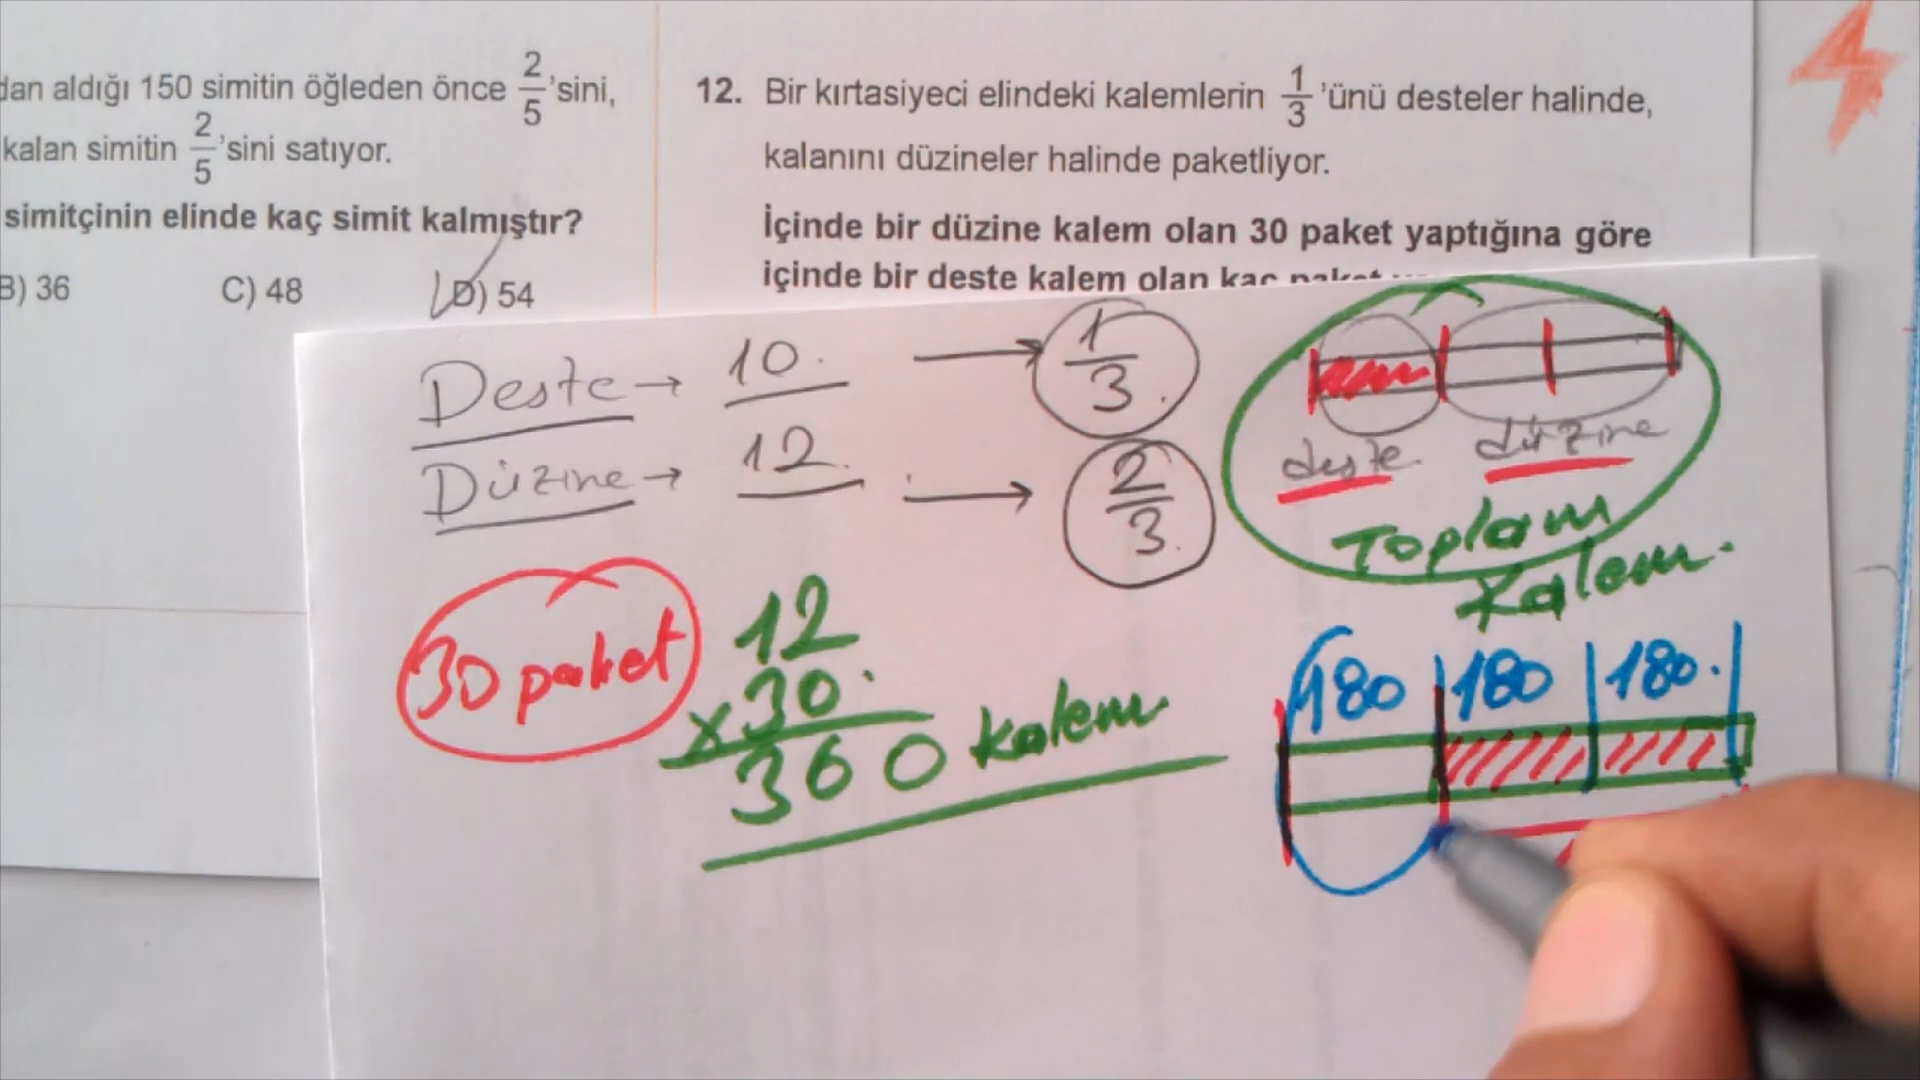 dan aldığı 150 simitin öğleden önce 2/5 'sini,
kalan simitin 2/5 'sini satıyor.
simitçinin elinde kaç simit kalmıştır?
B) 36 C) 48 D) 54
12. Bir kırtasiyeci elindeki kalemlerin 1/3 'ünü desteler halinde,
kalanını düzineler halinde paketliyor.
İçinde bir düzine kalem olan 30 paket yaptığına göre
içinde bir deste kalem olan kaç paket
Deste → 10. → 1/3.
Düzine → 12. → 2/3.
deste düzine
Toplam
Kalem.
30 paket
12
x 30.
360 kalem
180 180 180.